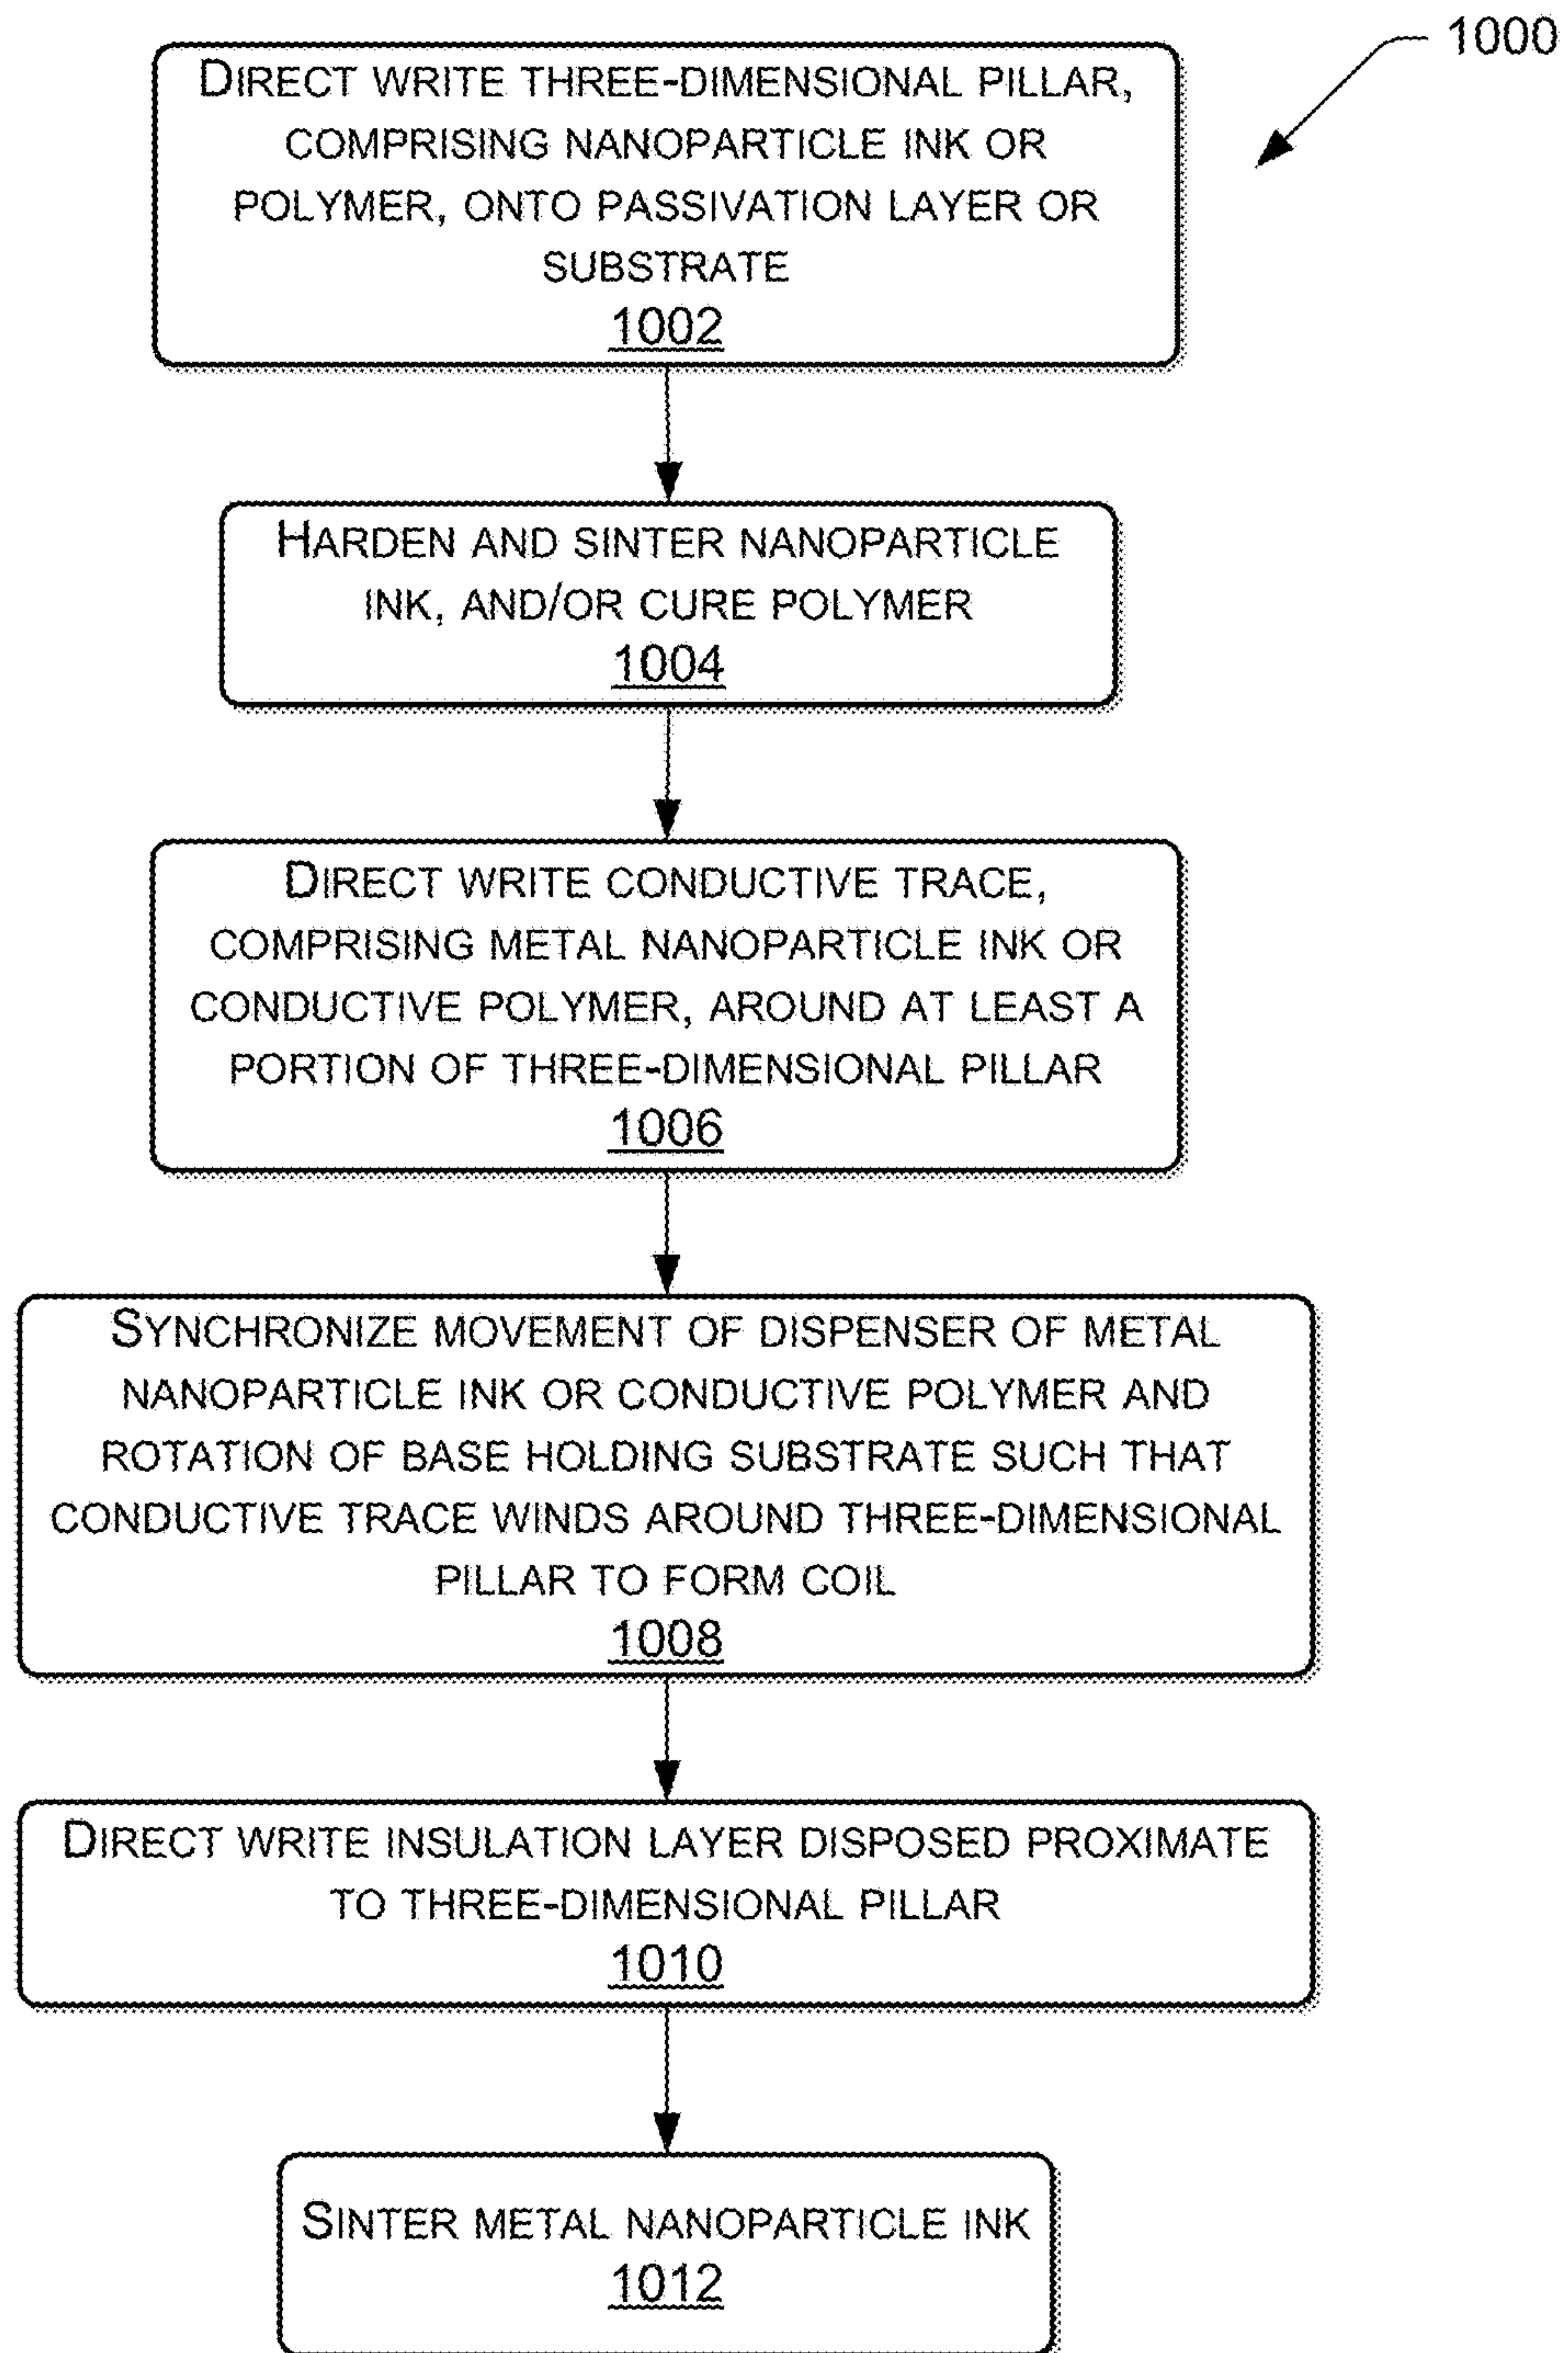 1000
DIRECT WRITE THREE-DIMENSIONAL PILLAR,
COMPRISING NANOPARTICLE INK OR
POLYMER, ONTO PASSIVATION LAYER OR
SUBSTRATE
1002
HARDEN AND SINTER NANOPARTICLE
INK, AND/OR CURE POLYMER
1004
DIRECT WRITE CONDUCTIVE TRACE,
COMPRISING METAL NANOPARTICLE INK OR
CONDUCTIVE POLYMER, AROUND AT LEAST A
PORTION OF THREE-DIMENSIONAL PILLAR
1006
SYNCHRONIZE MOVEMENT OF DISPENSER OF METAL
NANOPARTICLE INK OR CONDUCTIVE POLYMER AND
ROTATION OF BASE HOLDING SUBSTRATE SUCH THAT
CONDUCTIVE TRACE WINDS AROUND THREE-DIMENSIONAL
PILLAR TO FORM COIL
1008
DIRECT WRITE INSULATION LAYER DISPOSED PROXIMATE
TO THREE-DIMENSIONAL PILLAR
1010
SINTER METAL NANOPARTICLE INK
1012